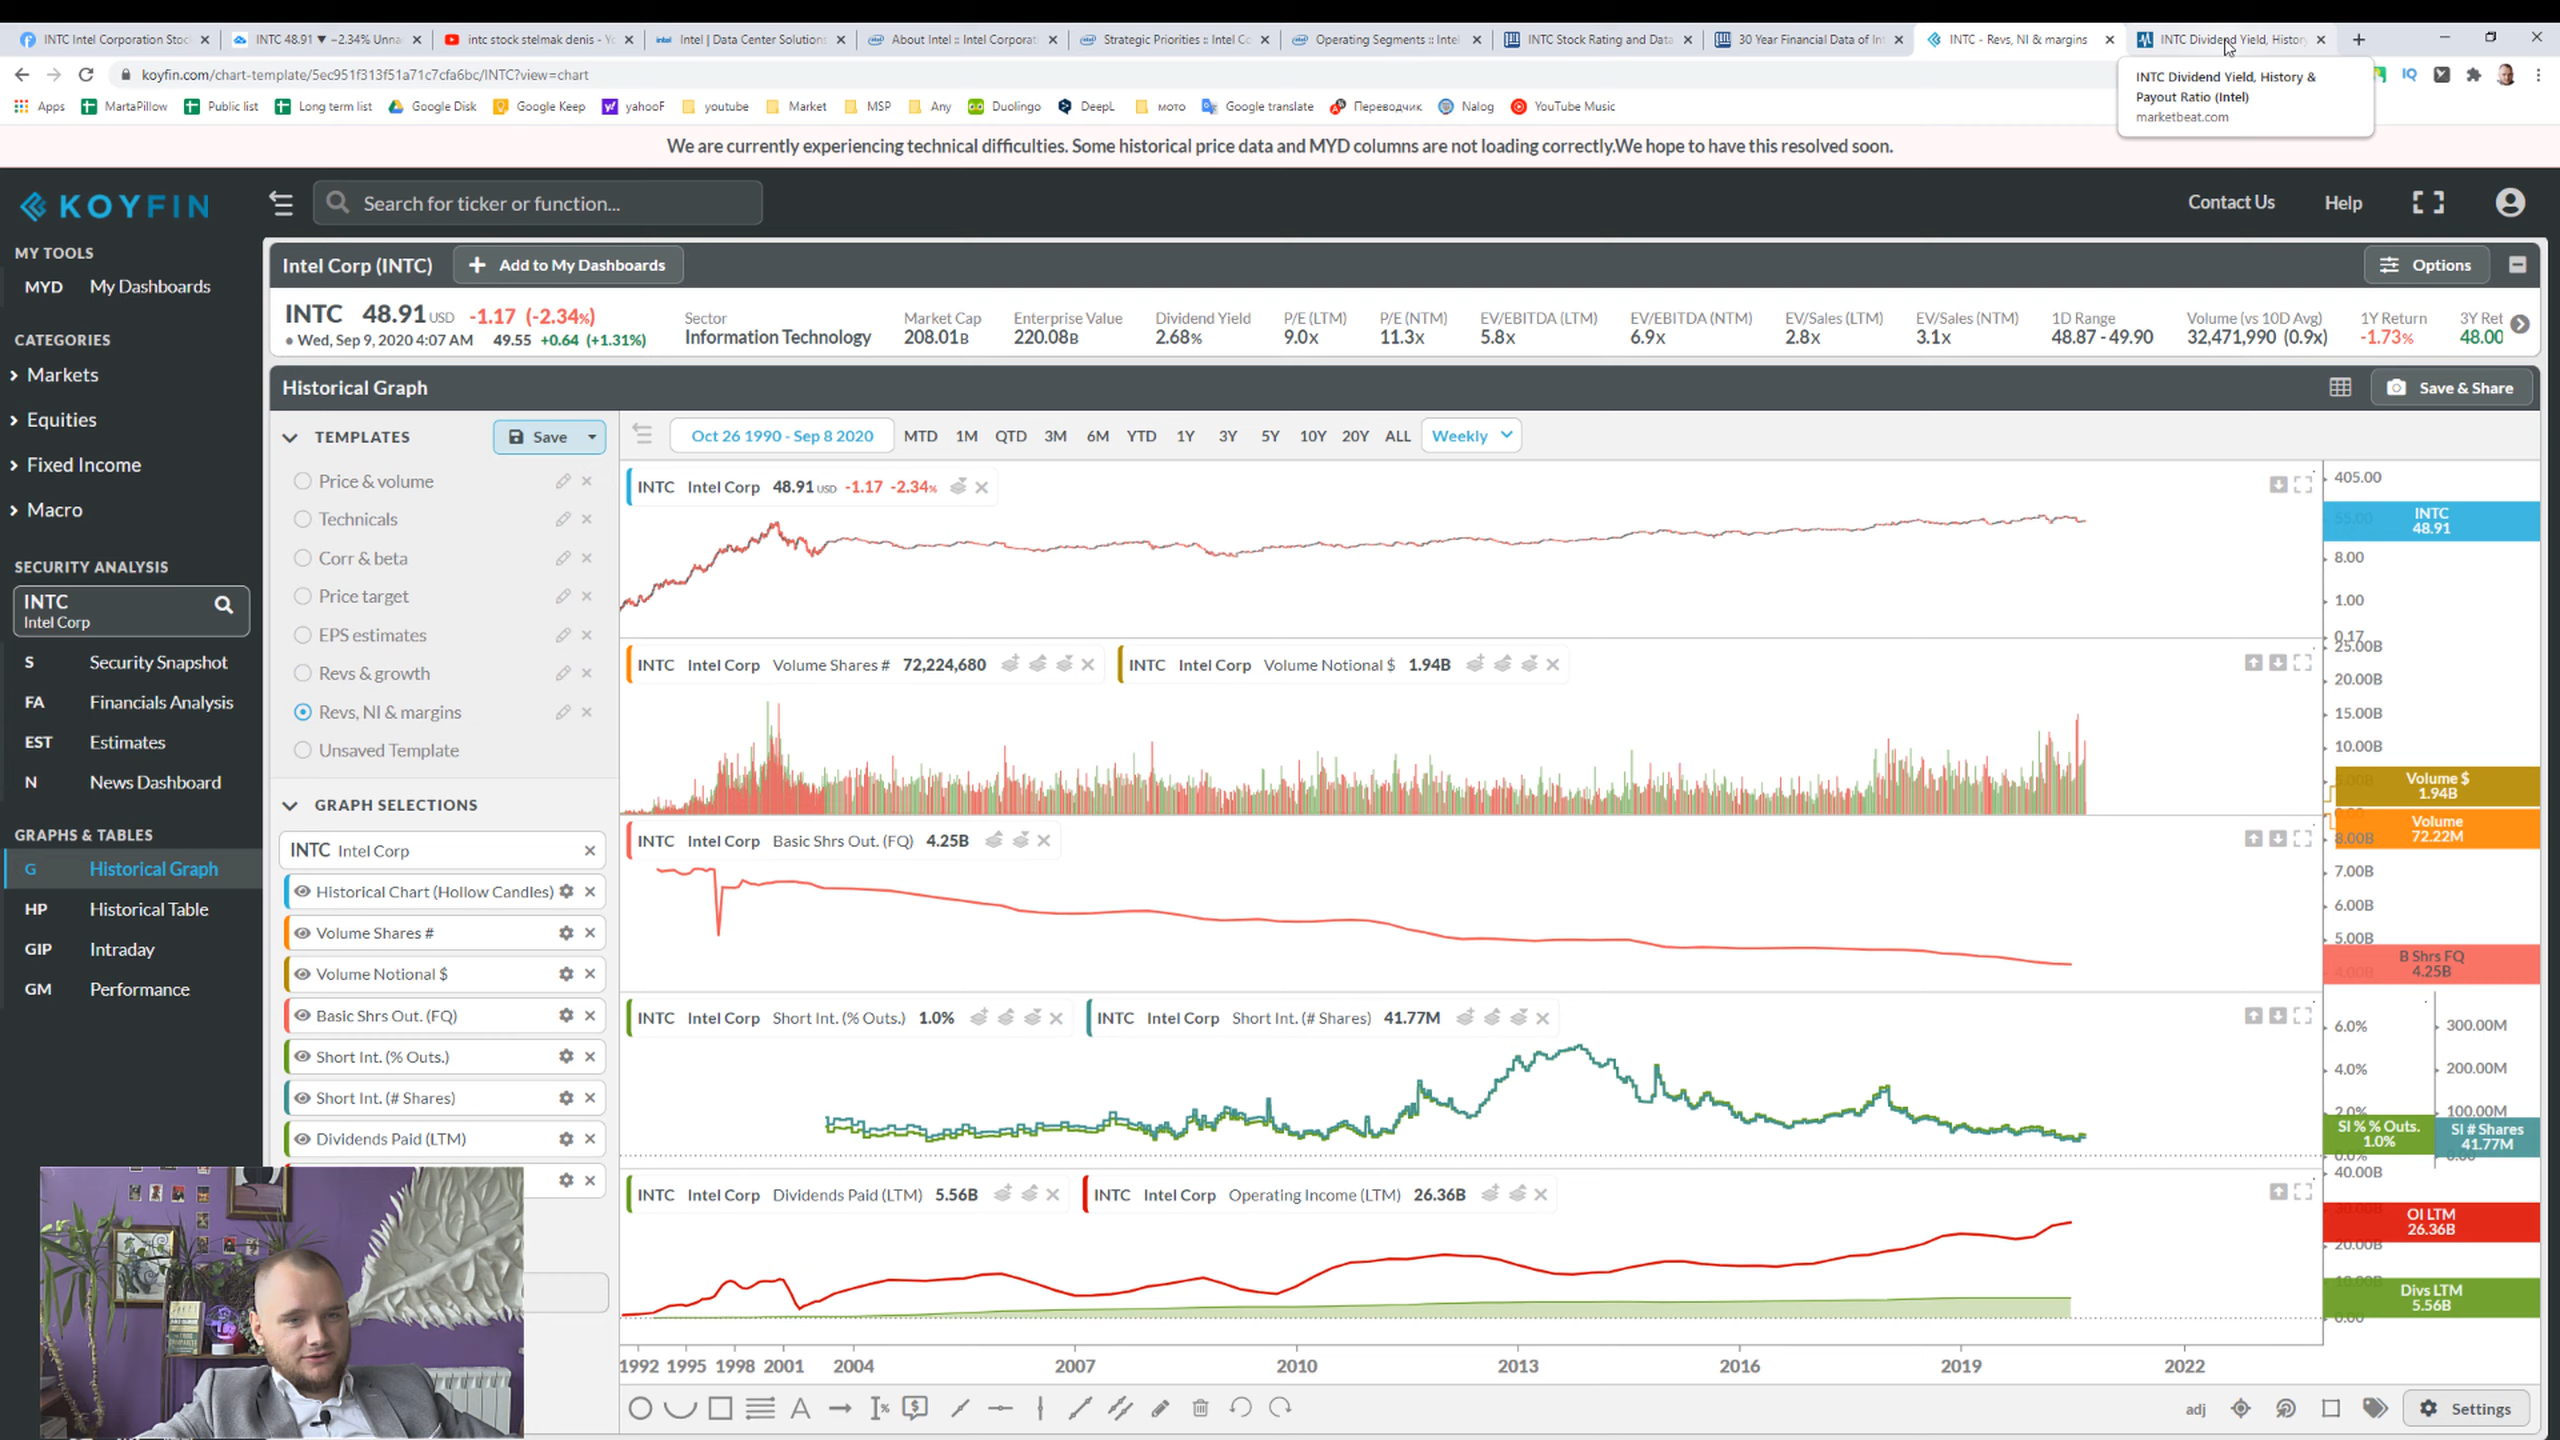 INTC Intel Corporation Stoc
INTC 48.91 ▼ −2.34% Unna
intc stock stelmak denis - Yo
Intel | Data Center Solutions
About Intel :: Intel Corporat
Strategic Priorities :: Intel Co
Operating Segments :: Intel
INTC Stock Rating and Data
30 Year Financial Data of Int
INTC - Revs, NI & margins
INTC Dividend Yield, History
koyfin.com/chart-template/5ec951f313f51a71c7cfa6bc/INTC?view=chart
INTC Dividend Yield, History &
Payout Ratio (Intel)
marketbeat.com
Apps
MartaPillow
Public list
Long term list
Google Disk
Google Keep
yahooF
youtube
Market
MSP
Any
Duolingo
DeepL
мото
Google translate
Переводчик
Nalog
YouTube Music
We are currently experiencing technical difficulties. Some historical price data and MYD columns are not loading correctly.We hope to have this resolved soon.
KOYFIN
Search for ticker or function...
Contact Us
Help
MY TOOLS
MYD My Dashboards
CATEGORIES
Markets
Equities
Fixed Income
Macro
SECURITY ANALYSIS
INTC
Intel Corp
S Security Snapshot
FA Financials Analysis
EST Estimates
N News Dashboard
GRAPHS & TABLES
G Historical Graph
HP Historical Table
GIP Intraday
GM Performance
Intel Corp (INTC)
+ Add to My Dashboards
Options
INTC 48.91 USD -1.17 (-2.34%)
Wed, Sep 9, 2020 4:07 AM 49.55 +0.64 (+1.31%)
Sector
Information Technology
Market Cap
208.01B
Enterprise Value
220.08B
Dividend Yield
2.68%
P/E (LTM)
9.0X
P/E (NTM)
11.3X
EV/EBITDA (LTM)
5.8X
EV/EBITDA (NTM)
6.9X
EV/Sales (LTM)
2.8X
EV/Sales (NTM)
3.1X
1D Range
48.87 - 49.90
Volume (vs 10D Avg)
32,471,990 (0.9x)
1Y Return
-1.73%
3Y Ret
48.00
Historical Graph
Save & Share
TEMPLATES
Save
Price & volume
Technicals
Corr & beta
Price target
EPS estimates
Revs & growth
Revs, NI & margins
Unsaved Template
GRAPH SELECTIONS
INTC Intel Corp
Historical Chart (Hollow Candles)
Volume Shares #
Volume Notional $
Basic Shrs Out. (FQ)
Short Int. (% Outs.)
Short Int. (# Shares)
Dividends Paid (LTM)
Oct 26 1990 - Sep 8 2020
MTD 1M QTD 3M 6M YTD 1Y 3Y 5Y 10Y 20Y ALL
Weekly
INTC Intel Corp 48.91 USD -1.17 -2.34%
405.00
INTC
48.91
8.00
1.00
0.17
INTC Intel Corp Volume Shares # 72,224,680
INTC Intel Corp Volume Notional $ 1.94B
25.00B
20.00B
15.00B
10.00B
Volume $
1.94B
Volume
72.22M
INTC Intel Corp Basic Shrs Out. (FQ) 4.25B
8.00B
7.00B
6.00B
5.00B
B Shrs FQ
4.25B
INTC Intel Corp Short Int. (% Outs.) 1.0%
INTC Intel Corp Short Int. (# Shares) 41.77M
6.0% 300.00M
4.0% 200.00M
2.0% 100.00M
SI % % Outs.
1.0%
SI # Shares
41.77M
0.0% 0.00
INTC Intel Corp Dividends Paid (LTM) 5.56B
INTC Intel Corp Operating Income (LTM) 26.36B
40.00B
OI LTM
26.36B
20.00B
Divs LTM
5.56B
0.00
1992 1995 1998 2001 2004 2007 2010 2013 2016 2019 2022
adj
Settings